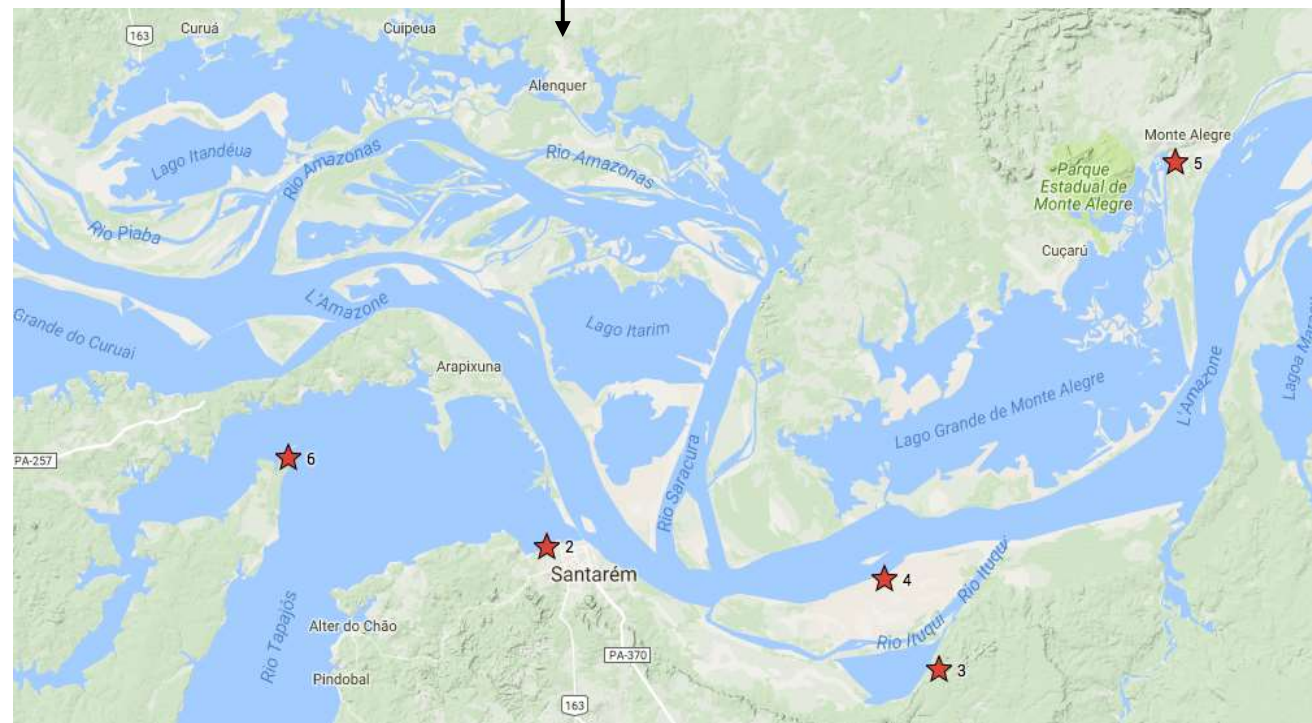 163
Curuá
Cuipeua
Alenquer
Monte Alegre
5
Lago Itandéua
Rio Amazonas
Rio Amazonas
Parque
Estadual de
Monte Alegre
Rio Piaba
Cuçarú
L'Amazone
Grande do Curuai
Lago Itarim
Arapixuna
L'Amazone
Lago Grande de Monte Alegre
PA-257
6
Rio Saracura
2
Santarém
4
Rio Ituqui
Rio Tapajós
Alter do Chão
PA-370
Rio Ituqui
3
Pindobal
163